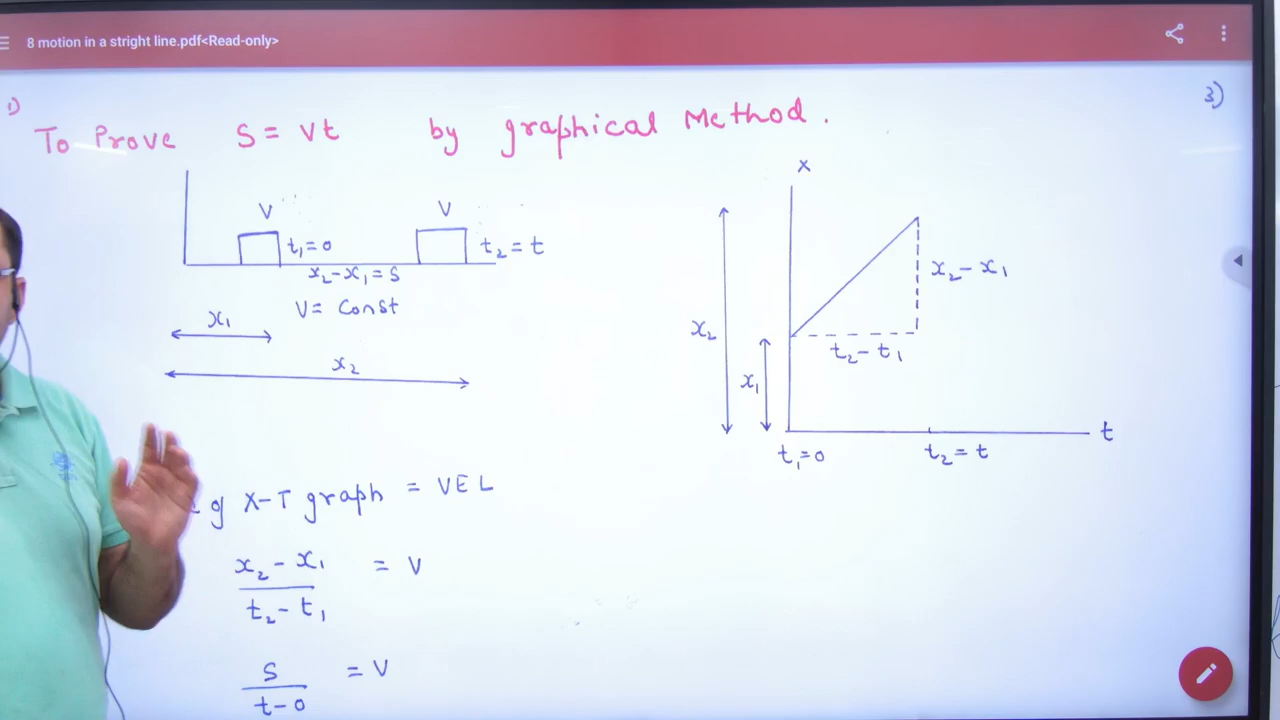 8 motion in a stright line.pdf<Read-only>
1)
3)
To Prove S = vt by graphical Method.
V
V
t₁=0
t₂ = t
x₂-x₁=s
V= Const
x₁
x₂
x
x₂
x₁
x₂-x₁
t₂-t₁
t
t₁=0
t₂=t
of X-T graph = VEL
x₂-x₁ = V
t₂-t₁
S = V
t-0